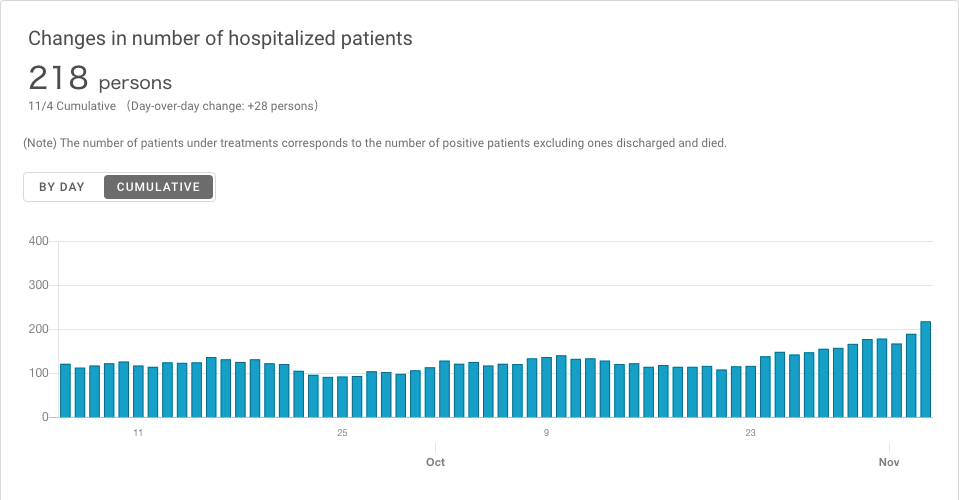 Changes in number of hospitalized patients
218 persons
11/4 Cumulative （Day-over-day change: +28 persons）
(Note) The number of patients under treatments corresponds to the number of positive patients excluding ones discharged and died.
BY DAY CUMULATIVE
400
300
200
100
0
11 25 9 23
Oct Nov